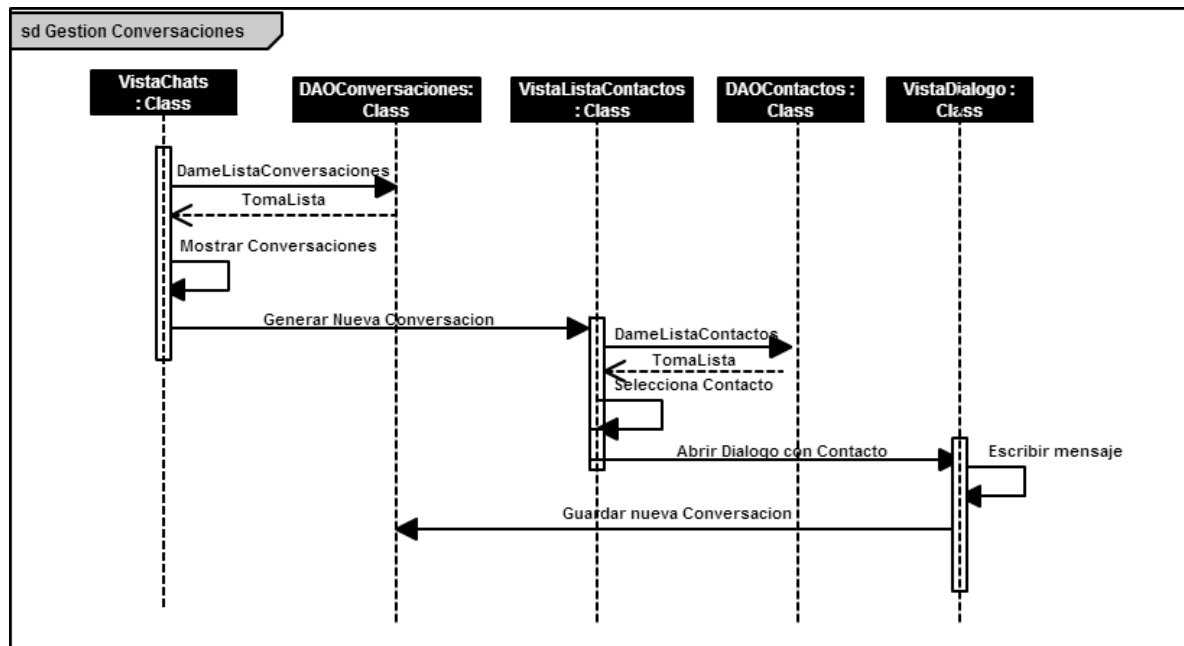 sd Gestion Conversaciones
VistaChats
: Class
DAOConversaciones:
Class
VistaListaContactos
: Class
DAOContactos :
Class
VistaDialogo :
Class
DameListaConversaciones
TomaLista
Mostrar Conversaciones
Generar Nueva Conversacion
DameListaContactos
TomaLista
Selecciona Contacto
Abrir Dialogo con Contacto
Escribir mensaje
Guardar nueva Conversacion